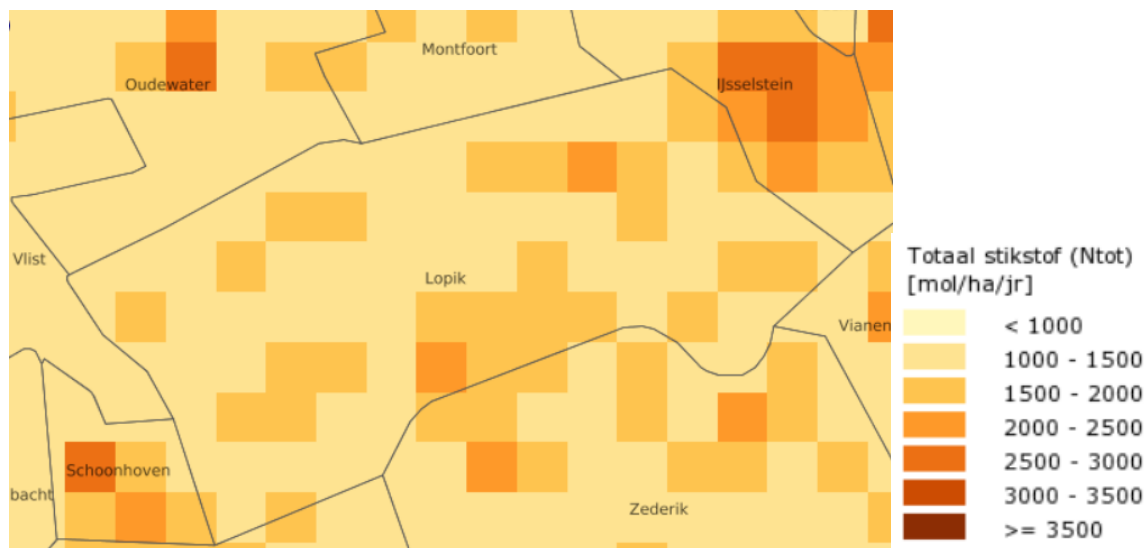 Montfoort
Oudewater
IJsselstein
Vlist
Lopik
Vianen
Schoonhoven
bacht
Zederik
Totaal stikstof (Ntot)
[mol/ha/jr]
< 1000
1000 - 1500
1500 - 2000
2000 - 2500
2500 - 3000
3000 - 3500
>= 3500